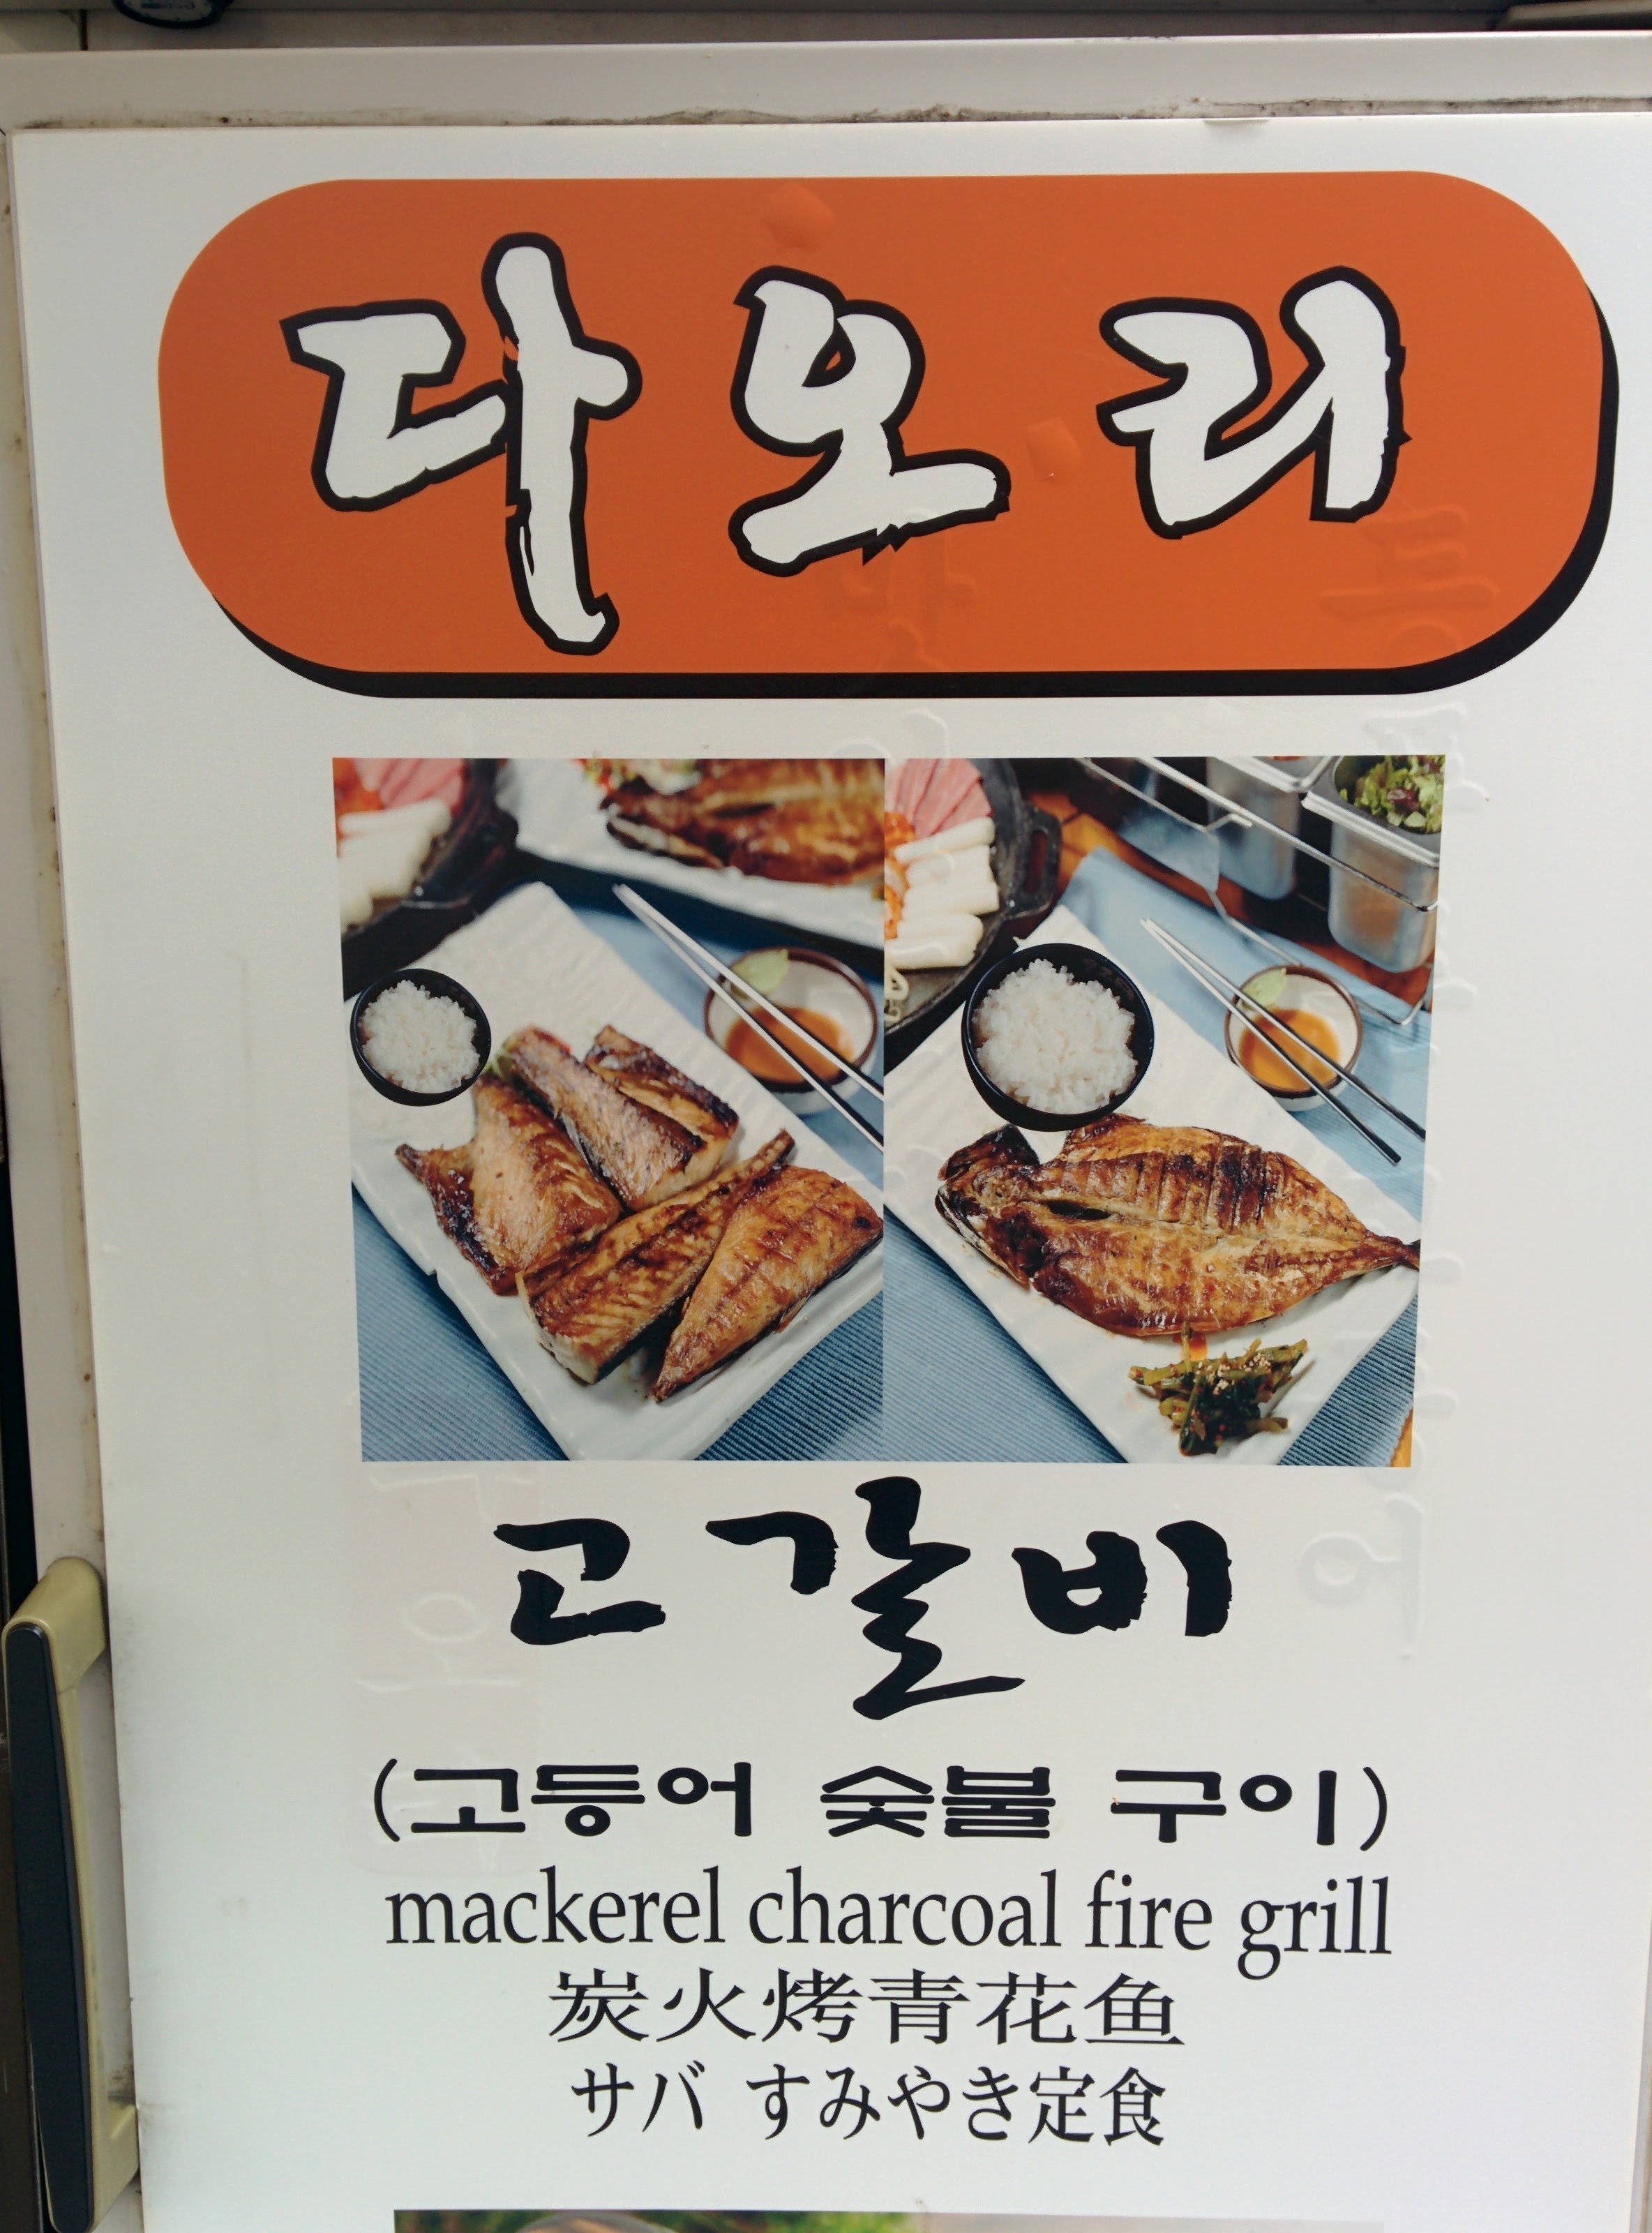 다오리
고갈비
(고등어 숯불 구이)
mackerel charcoal fire grill
炭火烤青花鱼
サバ すみやき定食